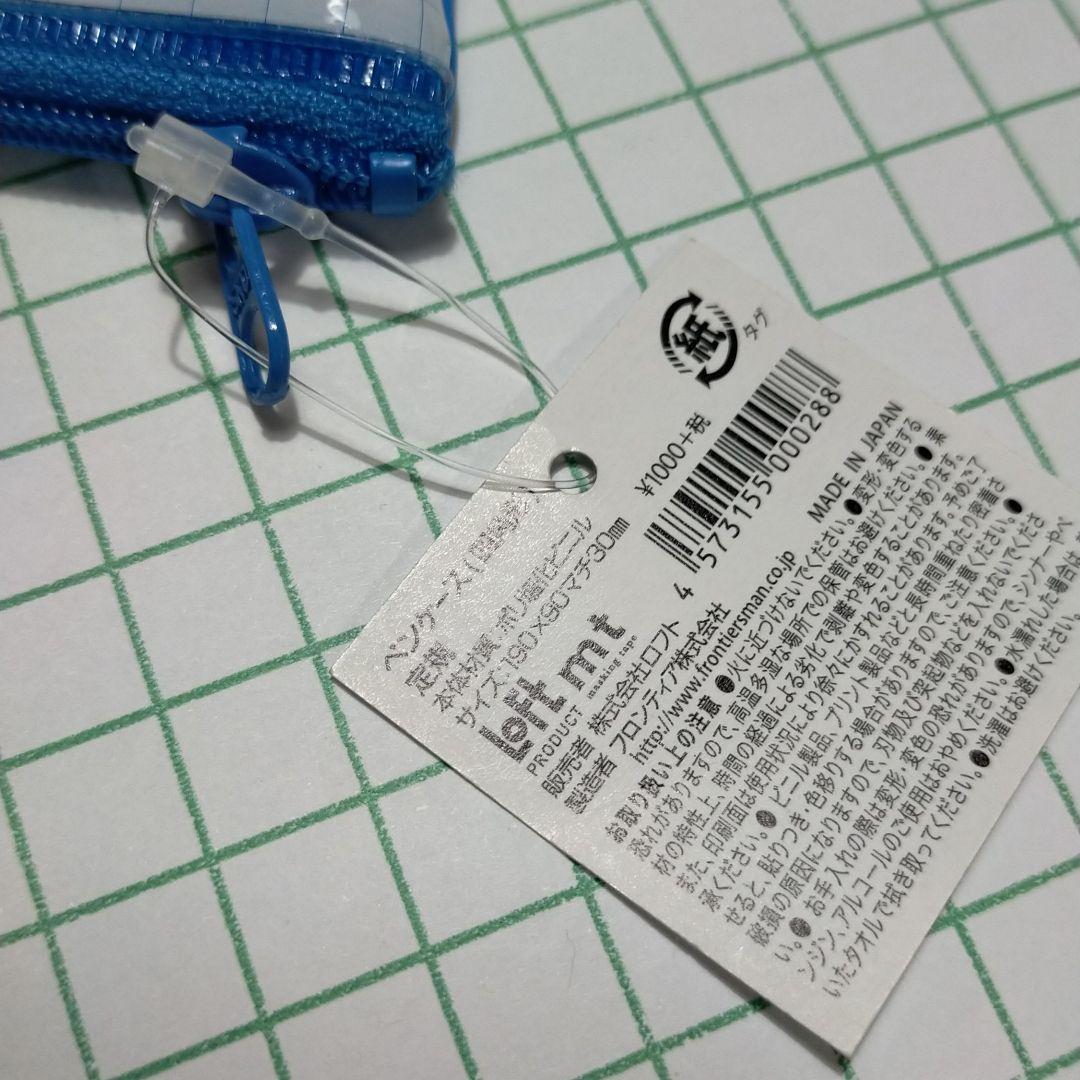 紙
タグ
¥1000+税
4 573155 000288
MADE IN JAPAN
ペンケース(
定規
本体材質:ポリ塩化ビニル
サイズ:190×90マチ30mm
Loft mt
PRODUCT masking tape
販売者 株式会社ロフト
製造者 フロンティア株式会社
http://www.frontiersman.co.jp
お取り扱い上の注意 ●火に近づけないでください。●変形・変色する
恐れがありますので、高温多湿な場所での保管はお避けください。●素
材の特性上、時間の経過による劣化で剥離や変色することがあります。
また、印刷面は使用状況により徐々にかすれることがあります。予めご了
承ください。●ビニール製品、プリント製品などと長時間重ねたり密着さ
せると、貼りつき・色移りする場合がありますので、ご注意ください。●
破損の原因になりますので、刃物及び突起物などを入れないでくださ
い。●お手入れの際は変形、変色の恐れがありますので、シンナーやベ
ンジン、アルコールのご使用はおやめください。●水濡れした場合は
いたタオルで拭き取ってください。●洗濯はお避けください。